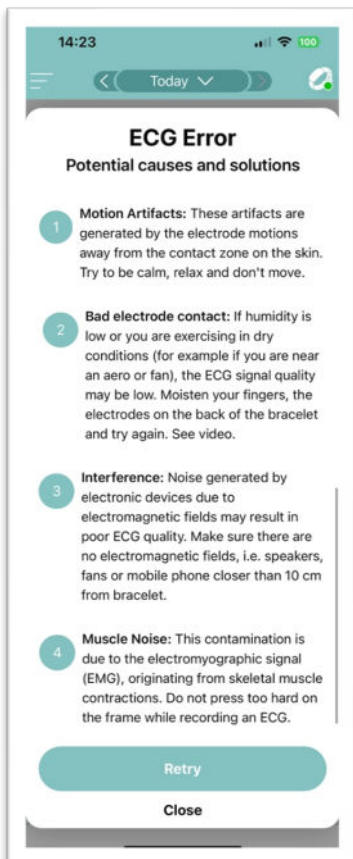 14:23
100
Today
ECG Error
Potential causes and solutions
1
Motion Artifacts: These artifacts are
generated by the electrode motions
away from the contact zone on the skin.
Try to be calm, relax and don't move.
2
Bad electrode contact: If humidity is
low or you are exercising in dry
conditions (for example if you are near
an aero or fan), the ECG signal quality
may be low. Moisten your fingers, the
electrodes on the back of the bracelet
and try again. See video.
3
Interference: Noise generated by
electronic devices due to
electromagnetic fields may result in
poor ECG quality. Make sure there are
no electromagnetic fields, i.e. speakers,
fans or mobile phone closer than 10 cm
from bracelet.
4
Muscle Noise: This contamination is
due to the electromyographic signal
(EMG), originating from skeletal muscle
contractions. Do not press too hard on
the frame while recording an ECG.
Retry
Close